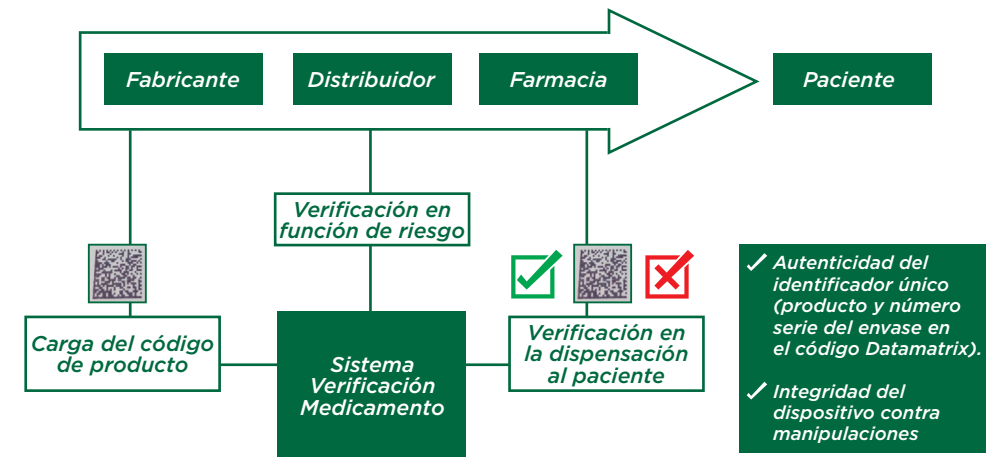 Fabricante
Distribuidor
Farmacia
Paciente
Verificación en
función de riesgo
Carga del código
de producto
Sistema
Verificación
Medicamento
Verificación en
la dispensación
al paciente
Autenticidad del
identificador único
(producto y número
serie del envase en
el código Datamatrix).
Integridad del
dispositivo contra
manipulaciones